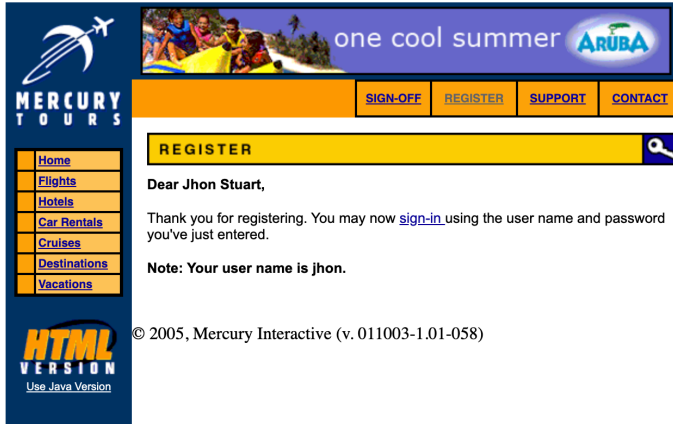 one cool summer ARUBA
MERCURY
TOURS
SIGN-OFF REGISTER SUPPORT CONTACT
Home
Flights
Hotels
Car Rentals
Cruises
Destinations
Vacations
HTML
VERSION
Use Java Version
REGISTER
Dear Jhon Stuart,
Thank you for registering. You may now sign-in using the user name and password
you've just entered.
Note: Your user name is jhon.
© 2005, Mercury Interactive (v. 011003-1.01-058)